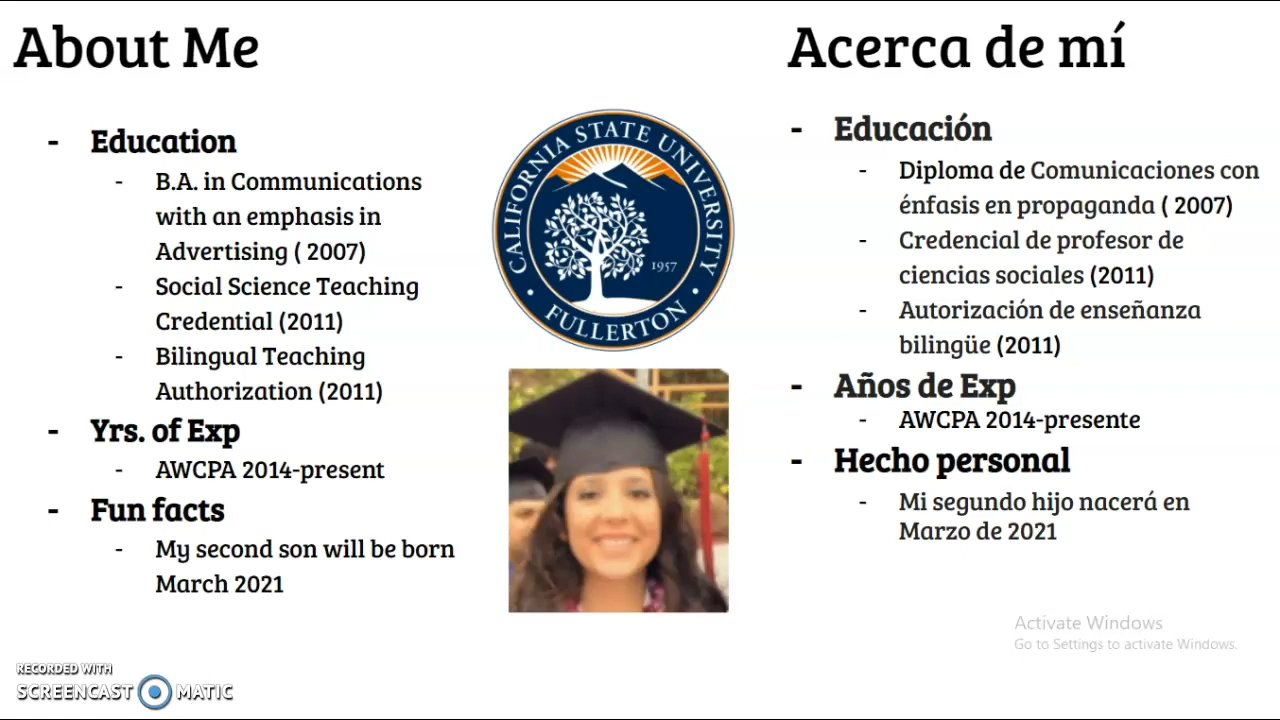 About Me
- Education
- B.A. in Communications
with an emphasis in
Advertising ( 2007)
- Social Science Teaching
Credential (2011)
- Bilingual Teaching
Authorization (2011)
- Yrs. of Exp
- AWCPA 2014-present
- Fun facts
- My second son will be born
March 2021
CALIFORNIA STATE UNIVERSITY
1957
FULLERTON
Acerca de mí
- Educación
- Diploma de Comunicaciones con
énfasis en propaganda ( 2007)
- Credencial de profesor de
ciencias sociales (2011)
- Autorización de enseñanza
bilingüe (2011)
- Años de Exp
- AWCPA 2014-presente
- Hecho personal
- Mi segundo hijo nacerá en
Marzo de 2021
Activate Windows
Go to Settings to activate Windows.
RECORDED WITH
SCREENCAST MATIC